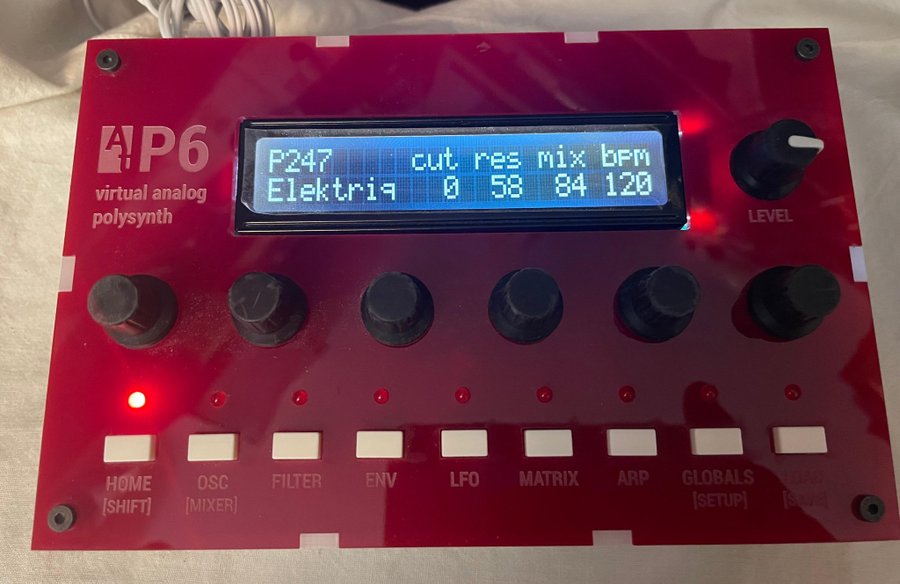 AH P6
virtual analog
polysynth
P247 cut res mix bpm
Elektriq 0 58 84 120
LEVEL
HOME OSC FILTER ENV LFO MATRIX ARP GLOBALS
[SHIFT] [MIXER] [SETUP]